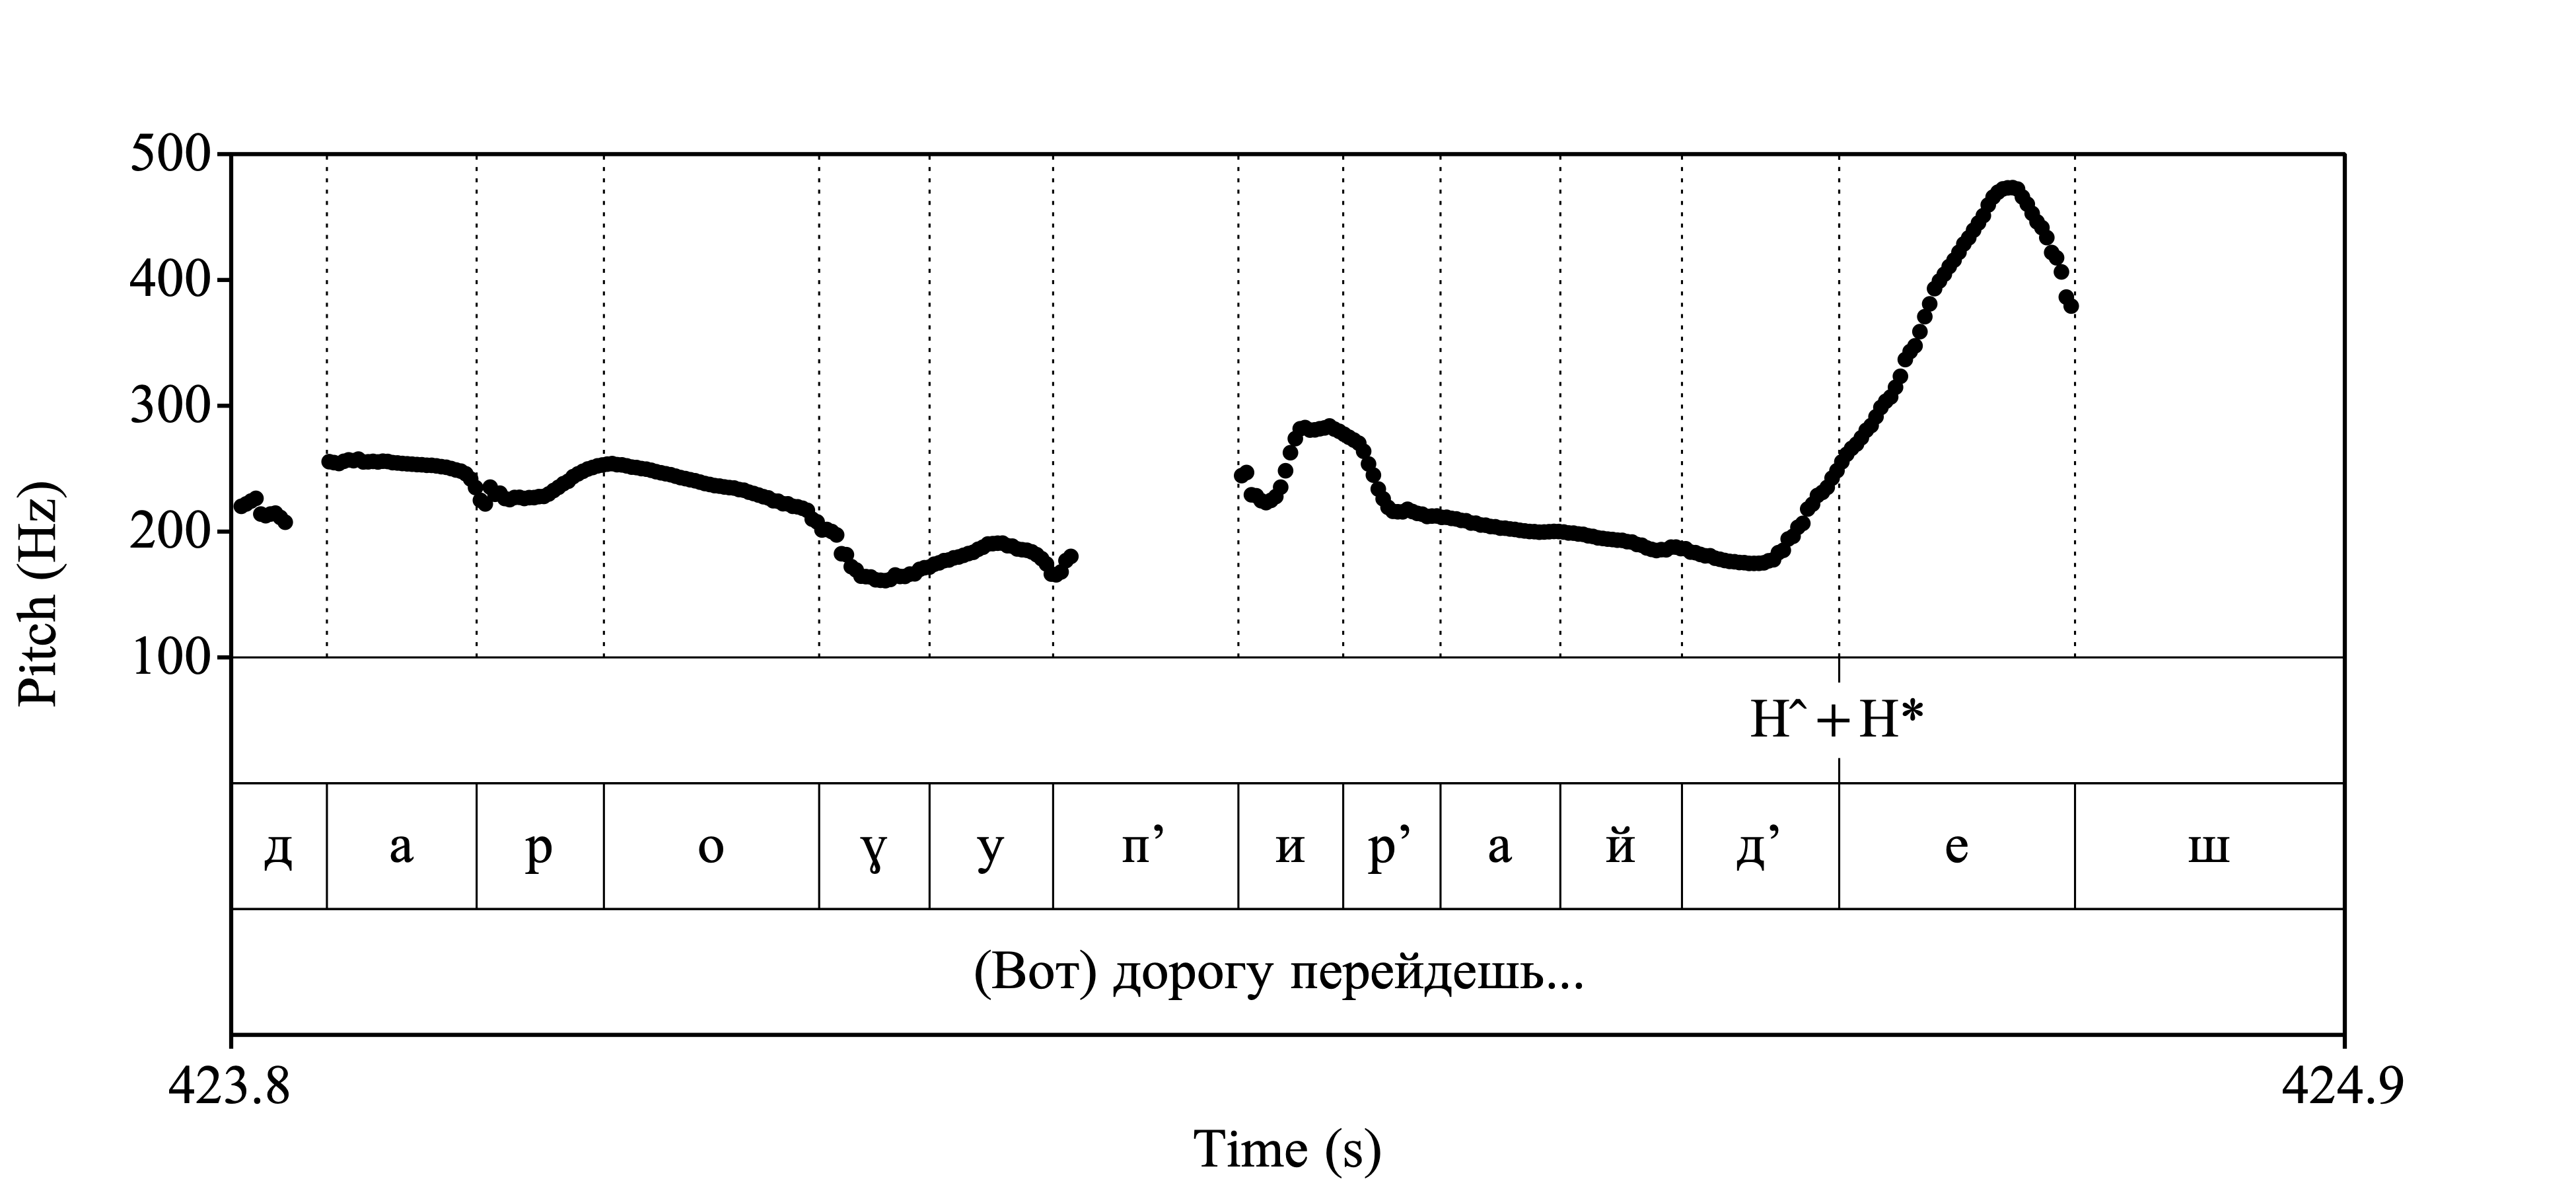 Pitch (Hz)
500
400
300
200
100
H^+H*
д а р о ɣ у п’ и р’ а й д’ е ш
(Вот) дорогу перейдешь...
423.8 424.9
Time (s)